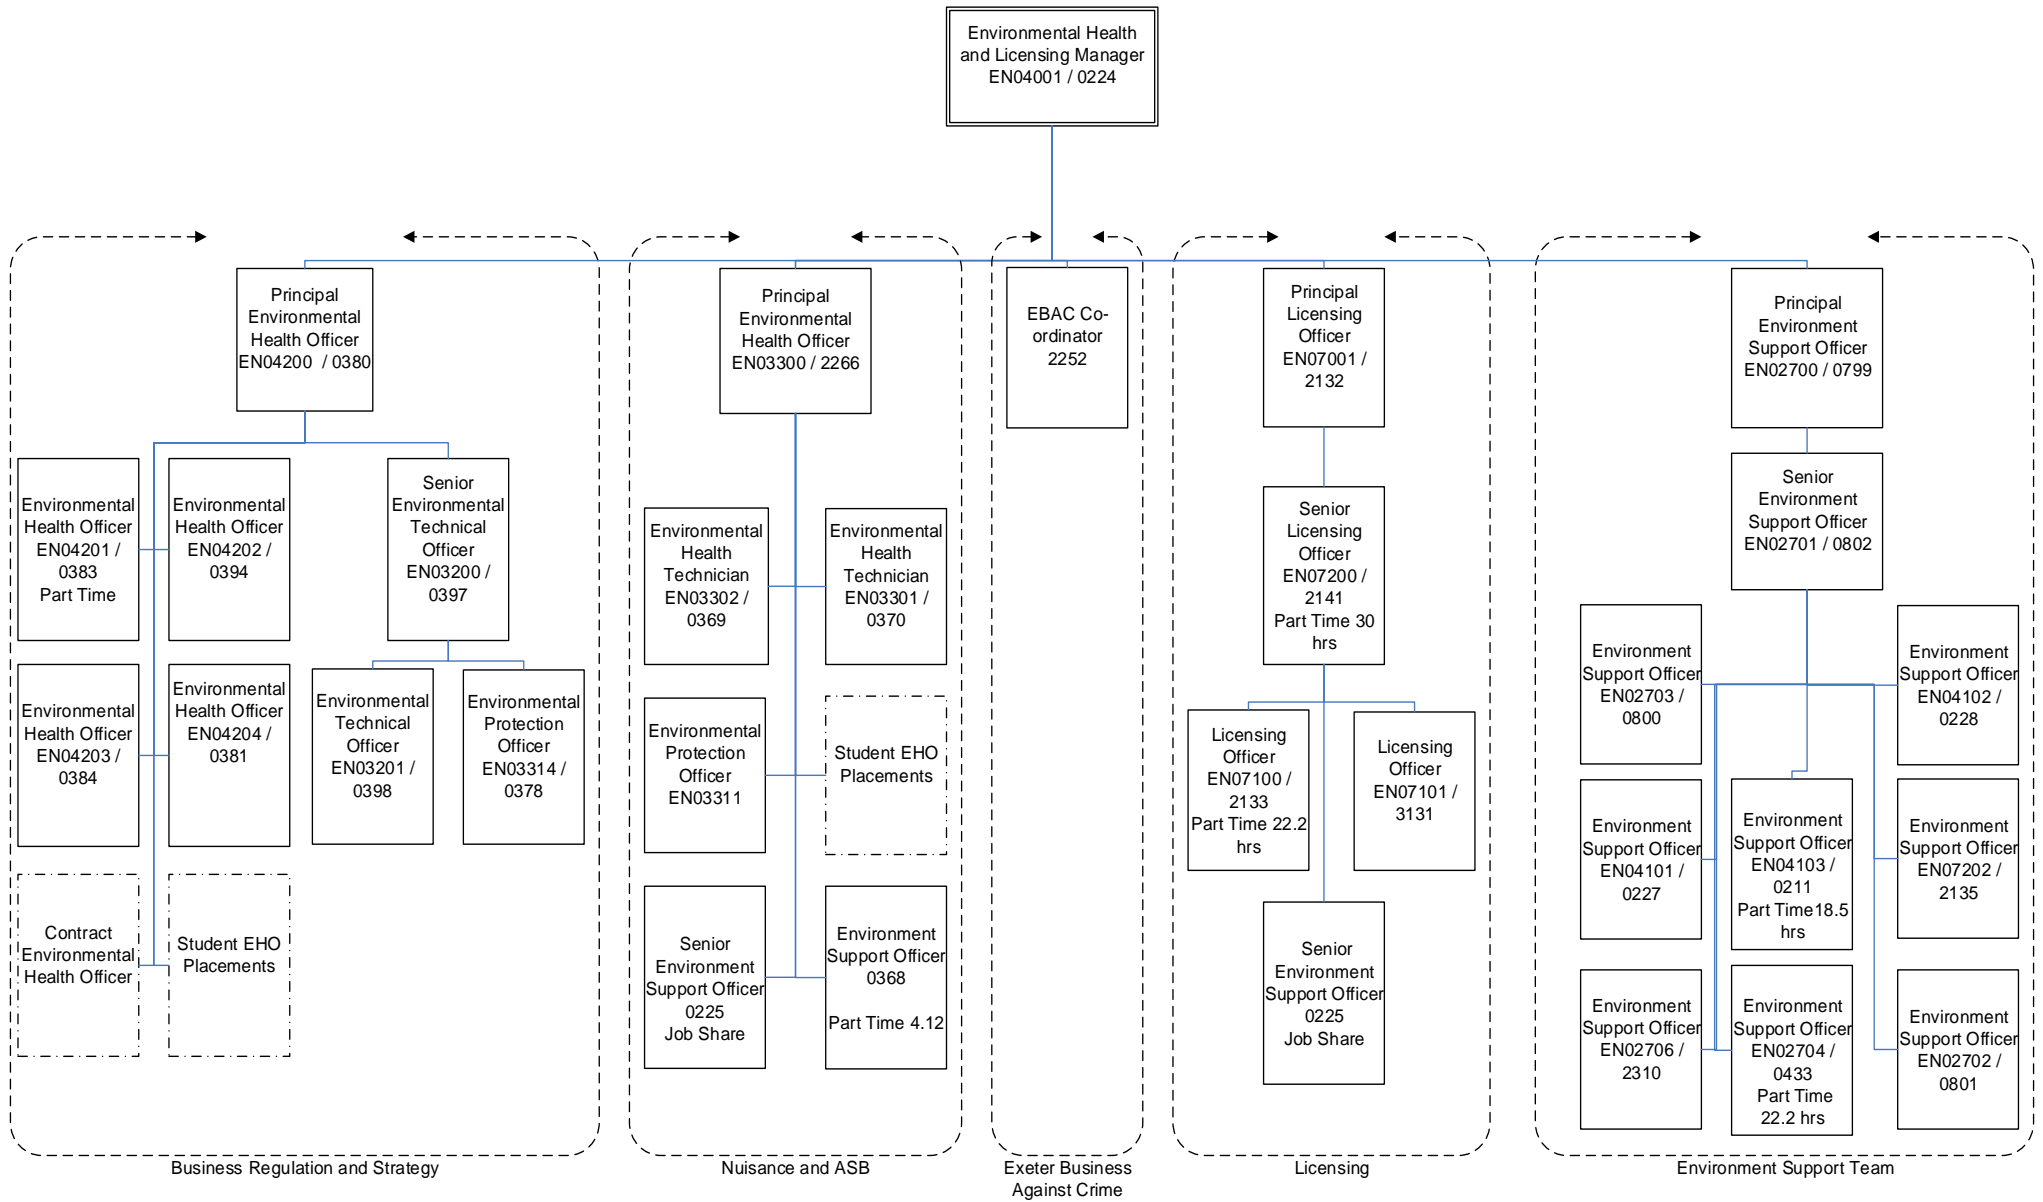 Environmental Health
and Licensing Manager
EN04001 / 0224
Principal
Environmental
Health Officer
EN04200 / 0380
Environmental
Health Officer
EN04201 /
0383
Part Time
Environmental
Health Officer
EN04202 /
0394
Senior
Environmental
Technical
Officer
EN03200 /
0397
Environmental
Health Officer
EN04203 /
0384
Environmental
Health Officer
EN04204 /
0381
Environmental
Technical
Officer
EN03201 /
0398
Environmental
Protection
Officer
EN03314 /
0378
Contract
Environmental
Health Officer
Student EHO
Placements
Business Regulation and Strategy
Principal
Environmental
Health Officer
EN03300 / 2266
Environmental
Health
Technician
EN03302 /
0369
Environmental
Health
Technician
EN03301 /
0370
Environmental
Protection
Officer
EN03311
Student EHO
Placements
Senior
Environment
Support Officer
0225
Job Share
Environment
Support Officer
0368
Part Time 4.12
Nuisance and ASB
EBAC Co-
ordinator
2252
Exeter Business
Against Crime
Principal
Licensing
Officer
EN07001 /
2132
Senior
Licensing
Officer
EN07200 /
2141
Part Time 30
hrs
Licensing
Officer
EN07100 /
2133
Part Time 22.2
hrs
Licensing
Officer
EN07101 /
3131
Senior
Environment
Support Officer
0225
Job Share
Licensing
Principal
Environment
Support Officer
EN02700 / 0799
Senior
Environment
Support Officer
EN02701 / 0802
Environment
Support Officer
EN02703 /
0800
Environment
Support Officer
EN04102 /
0228
Environment
Support Officer
EN04101 /
0227
Environment
Support Officer
EN04103 /
0211
Part Time18.5
hrs
Environment
Support Officer
EN07202 /
2135
Environment
Support Officer
EN02706 /
2310
Environment
Support Officer
EN02704 /
0433
Part Time
22.2 hrs
Environment
Support Officer
EN02702 /
0801
Environment Support Team